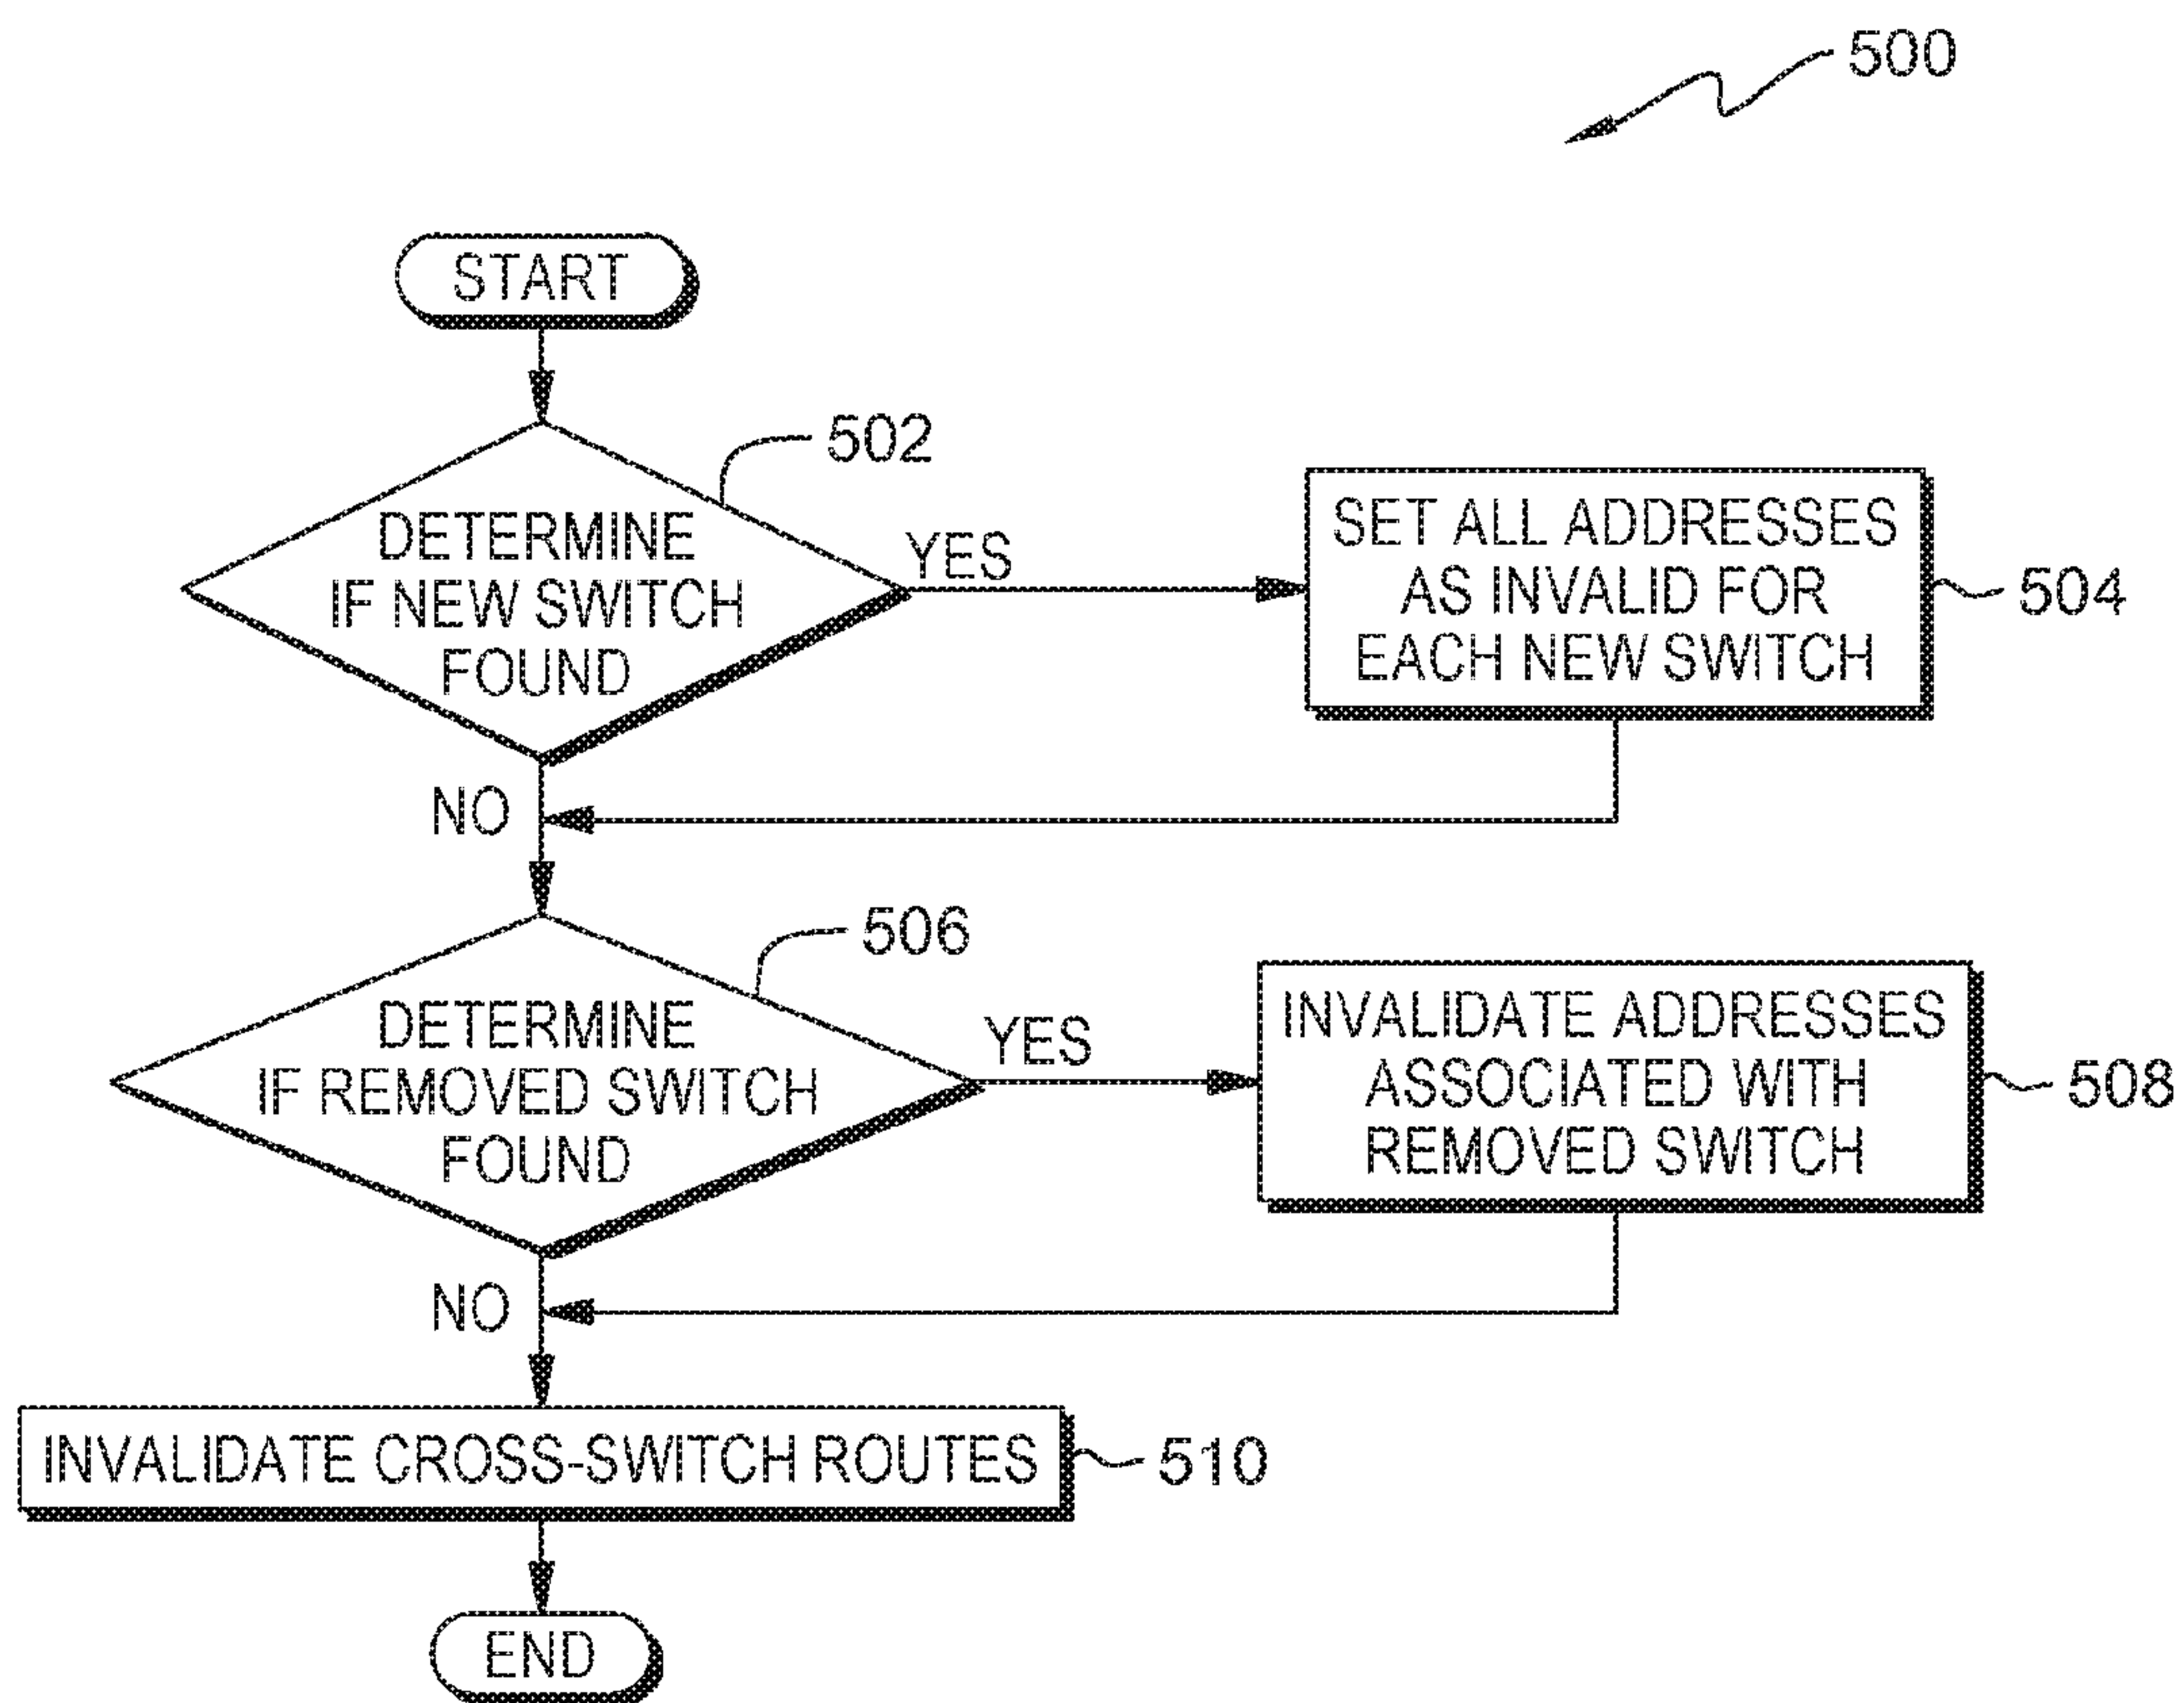 500
START
502
DETERMINE
IF NEW SWITCH
FOUND
YES
SET ALL ADDRESSES
AS INVALID FOR
EACH NEW SWITCH
504
NO
506
DETERMINE
IF REMOVED SWITCH
FOUND
YES
INVALIDATE ADDRESSES
ASSOCIATED WITH
REMOVED SWITCH
508
NO
INVALIDATE CROSS-SWITCH ROUTES
510
END